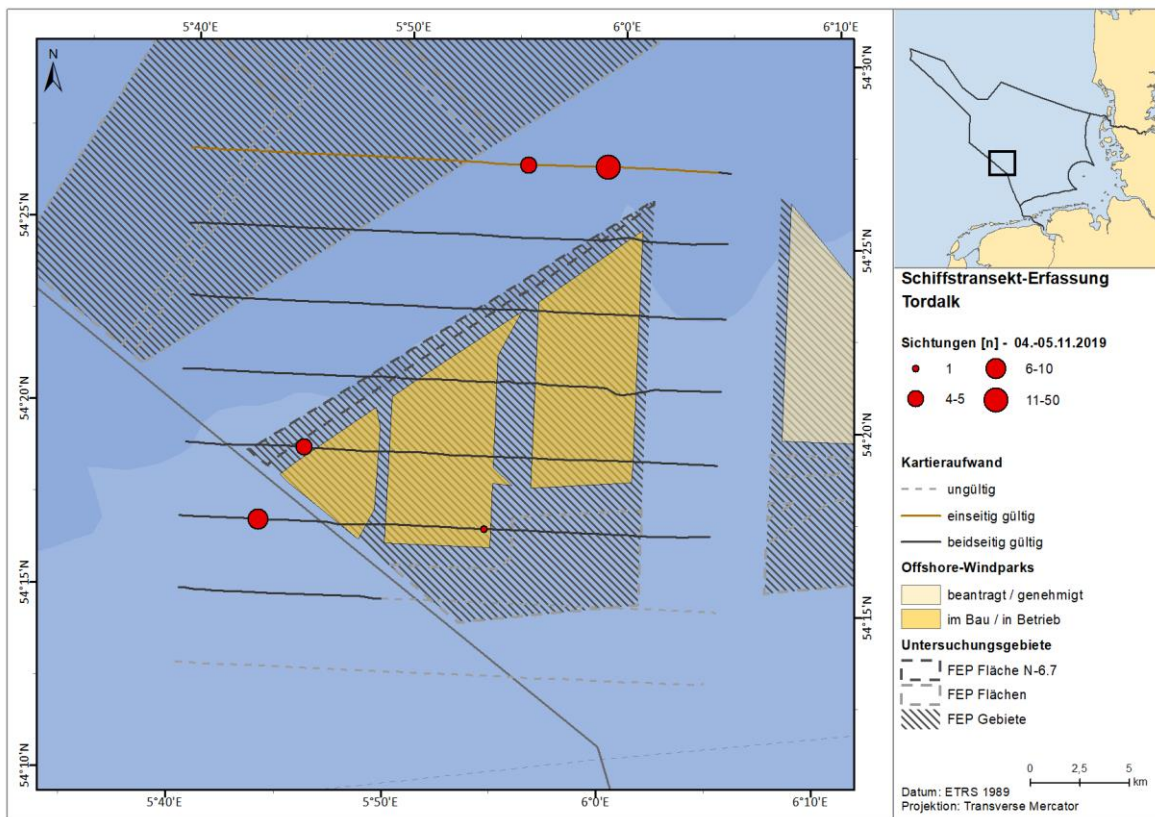 5°40'E
5°50'E
6°0'E
6°10'E
N
54°30'N
54°25'N
54°25'N
54°20'N
54°20'N
54°15'N
54°15'N
54°10'N
5°40'E
5°50'E
6°0'E
6°10'E
Schiffstransekt-Erfassung
Tordalk
Sichtungen [n] - 04.-05.11.2019
1
6-10
4-5
11-50
Kartieraufwand
ungültig
einseitig gültig
beidseitig gültig
Offshore-Windparks
beantragt / genehmigt
im Bau / in Betrieb
Untersuchungsgebiete
FEP Fläche N-6.7
FEP Flächen
FEP Gebiete
0 2,5 5
km
Datum: ETRS 1989
Projektion: Transverse Mercator